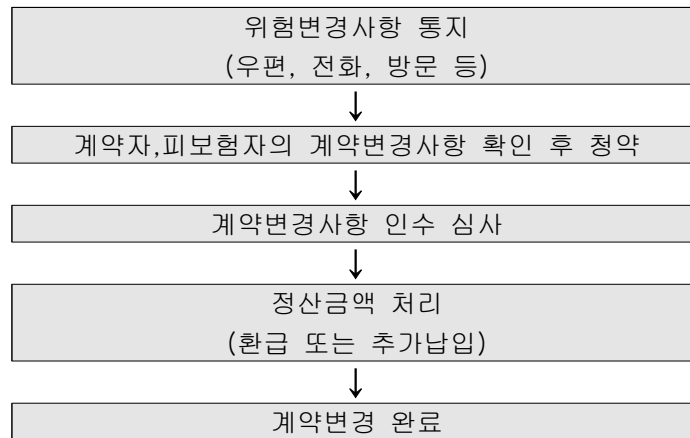 위험변경사항 통지
(우편, 전화, 방문 등)
계약자,피보험자의 계약변경사항 확인 후 청약
계약변경사항 인수 심사
정산금액 처리
(환급 또는 추가납입)
계약변경 완료